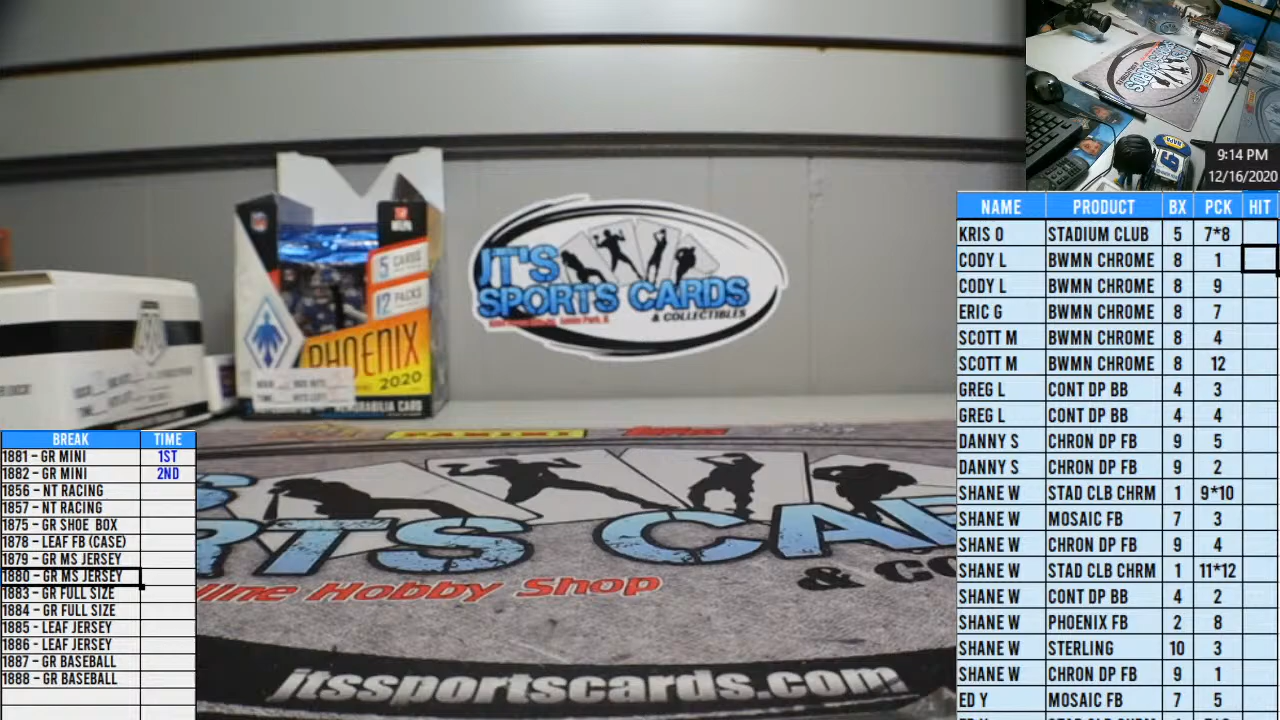 9:14 PM
12/16/2020
NAME PRODUCT BX PCK HIT
KRIS O STADIUM CLUB 5 7*8
CODY L BWMN CHROME 8 1
CODY L BWMN CHROME 8 9
ERIC G BWMN CHROME 8 7
SCOTT M BWMN CHROME 8 4
SCOTT M BWMN CHROME 8 12
GREG L CONT DP BB 4 3
GREG L CONT DP BB 4 4
DANNY S CHRON DP FB 9 5
DANNY S CHRON DP FB 9 2
SHANE W STAD CLB CHRM 1 9*10
SHANE W MOSAIC FB 7 3
SHANE W CHRON DP FB 9 4
SHANE W STAD CLB CHRM 1 11*12
SHANE W CONT DP BB 4 2
SHANE W PHOENIX FB 2 8
SHANE W STERLING 10 3
SHANE W CHRON DP FB 9 1
ED Y MOSAIC FB 7 5
5 CARDS
12 PACKS
PHOENIX
2020
MEMORABILIA CARD
JT'S
SPORTS CARDS
& COLLECTIBLES
BREAK TIME
1881 - GR MINI 1ST
1882 - GR MINI 2ND
1856 - NT RACING
1857 - NT RACING
1875 - GR SHOE BOX
1878 - LEAF FB (CASE)
1879 - GR MS JERSEY
1880 - GR MS JERSEY
1883 - GR FULL SIZE
1884 - GR FULL SIZE
1885 - LEAF JERSEY
1886 - LEAF JERSEY
1887 - GR BASEBALL
1888 - GR BASEBALL
PANINI
RTS CA
line Hobby Shop
& CO
jtssportscards.com